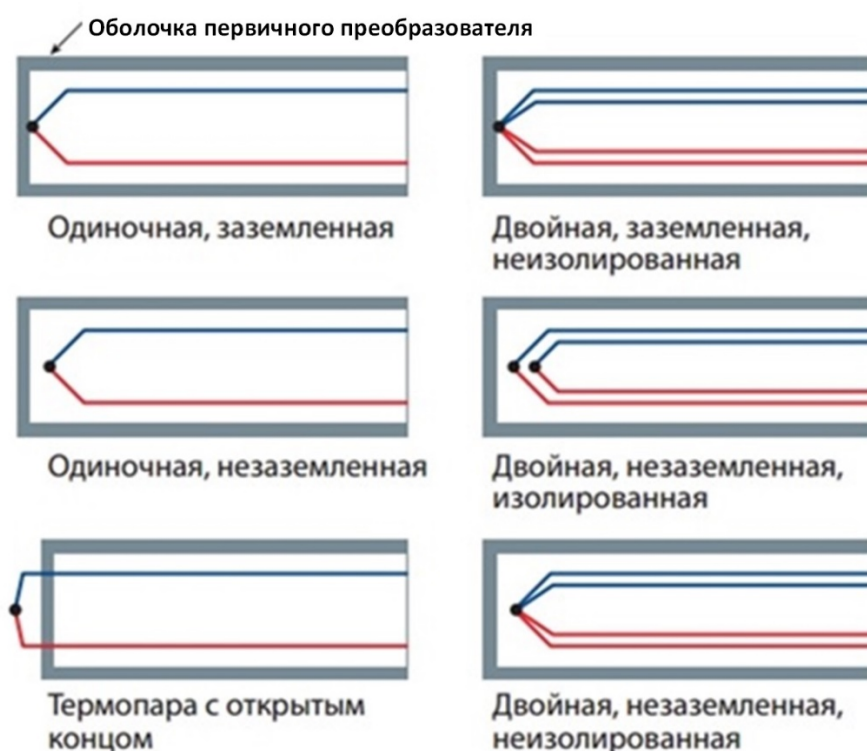 Оболочка первичного преобразователя
Одиночная, заземленная
Двойная, заземленная,
неизолированная
Одиночная, незаземленная
Двойная, незаземленная,
изолированная
Термопара с открытым
концом
Двойная, незаземленная,
неизолированная